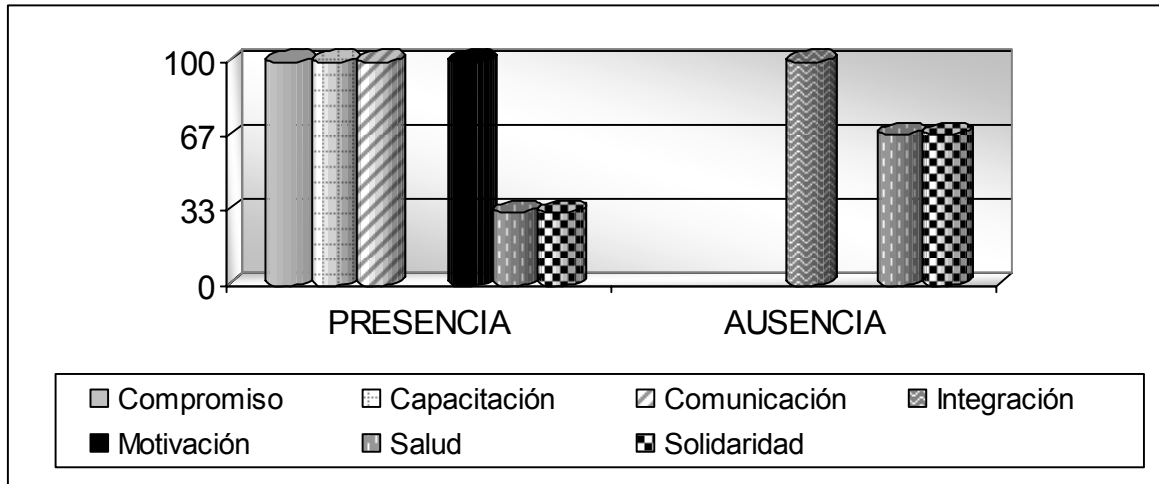 100
67
33
0
PRESENCIA AUSENCIA
Compromiso Capacitación Comunicación Integración
Motivación Salud Solidaridad